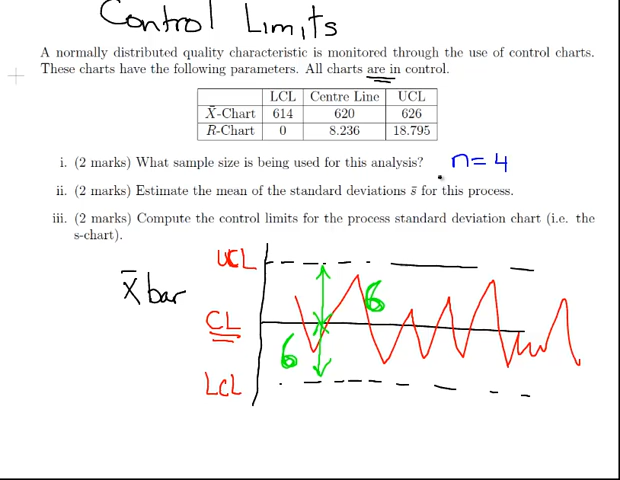 Control Limits
A normally distributed quality characteristic is monitored through the use of control charts.
These charts have the following parameters. All charts are in control.
LCL Centre Line UCL
X̄-Chart 614 620 626
R-Chart 0 8.236 18.795
i. (2 marks) What sample size is being used for this analysis? n = 4
ii. (2 marks) Estimate the mean of the standard deviations s̄ for this process.
iii. (2 marks) Compute the control limits for the process standard deviation chart (i.e. the
s-chart).
UCL
X̄ bar
6
CL
6
LCL